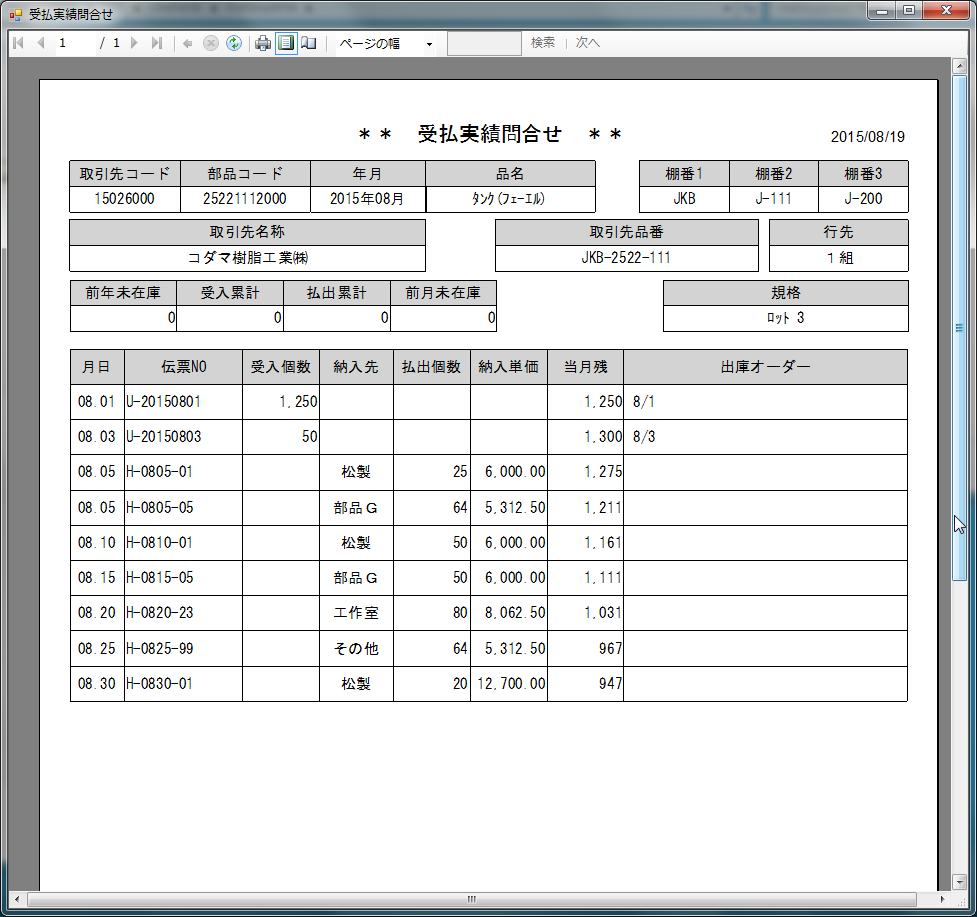 受払実績問合せ
1 / 1 ページの幅 検索 次へ
** 受払実績問合せ **
2015/08/19
取引先コード 部品コード 年月 品名 棚番1 棚番2 棚番3
15026000 25221112000 2015年08月 ﾀﾝｸ(ﾌｪｰｴﾙ) JKB J-111 J-200
取引先名称 取引先品番 行先
コダマ樹脂工業㈱ JKB-2522-111 1組
前年未在庫 受入累計 払出累計 前月未在庫 規格
0 0 0 0 ﾛｯﾄ 3
月日 伝票NO 受入個数 納入先 払出個数 納入単価 当月残 出庫オーダー
08.01 U-20150801 1,250 1,250 8/1
08.03 U-20150803 50 1,300 8/3
08.05 H-0805-01 松製 25 6,000.00 1,275
08.05 H-0805-05 部品G 64 5,312.50 1,211
08.10 H-0810-01 松製 50 6,000.00 1,161
08.15 H-0815-05 部品G 50 6,000.00 1,111
08.20 H-0820-23 工作室 80 8,062.50 1,031
08.25 H-0825-99 その他 64 5,312.50 967
08.30 H-0830-01 松製 20 12,700.00 947